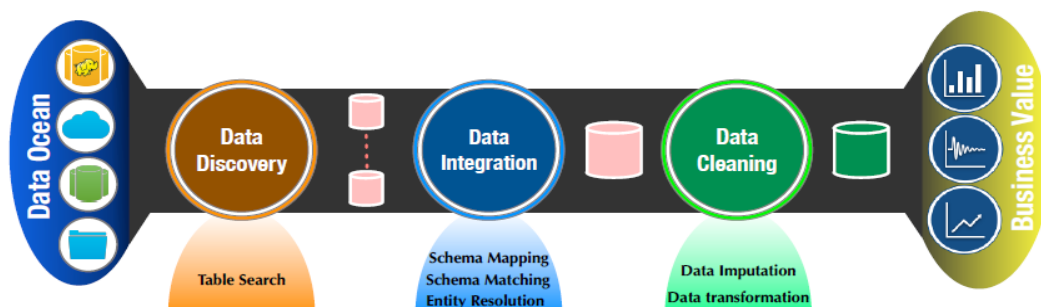 Data Ocean
Data
Discovery
Table Search
Data
Integration
Schema Mapping
Schema Matching
Entity Resolution
Data
Cleaning
Data Imputation
Data transformation
Business Value